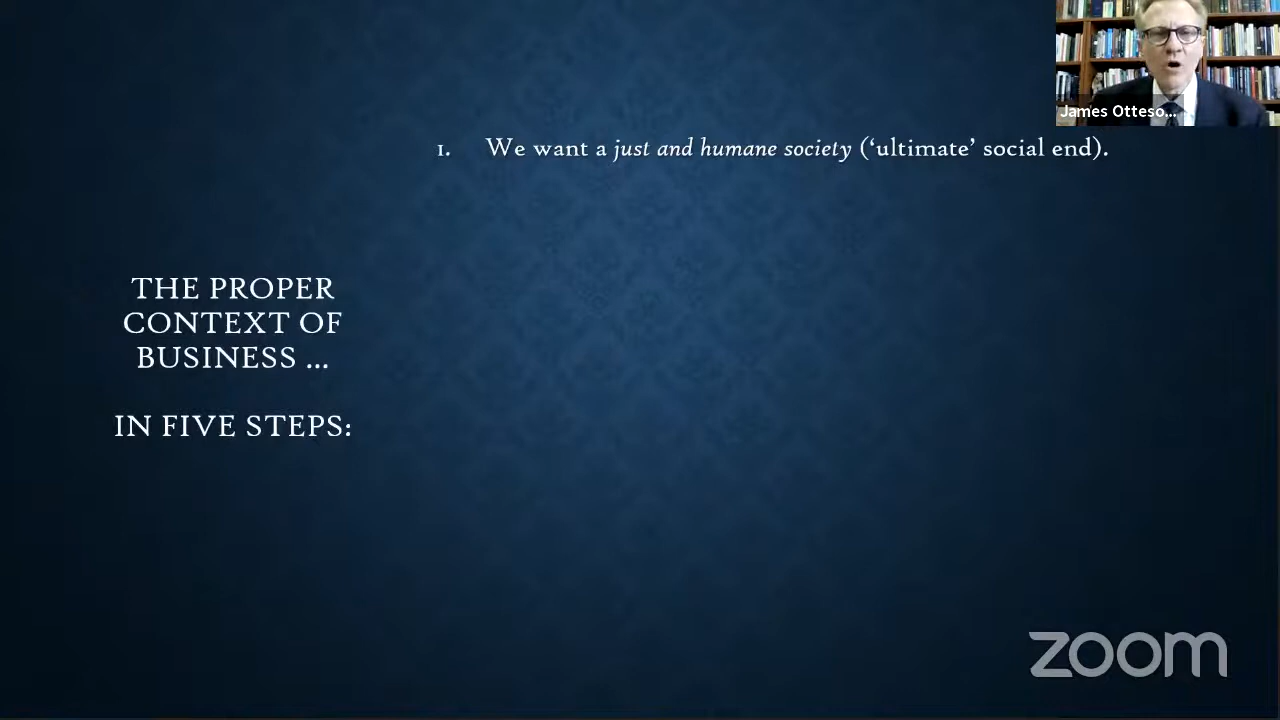 James Otteso...
1. We want a just and humane society (‘ultimate’ social end).
THE PROPER
CONTEXT OF
BUSINESS ...
IN FIVE STEPS:
zoom